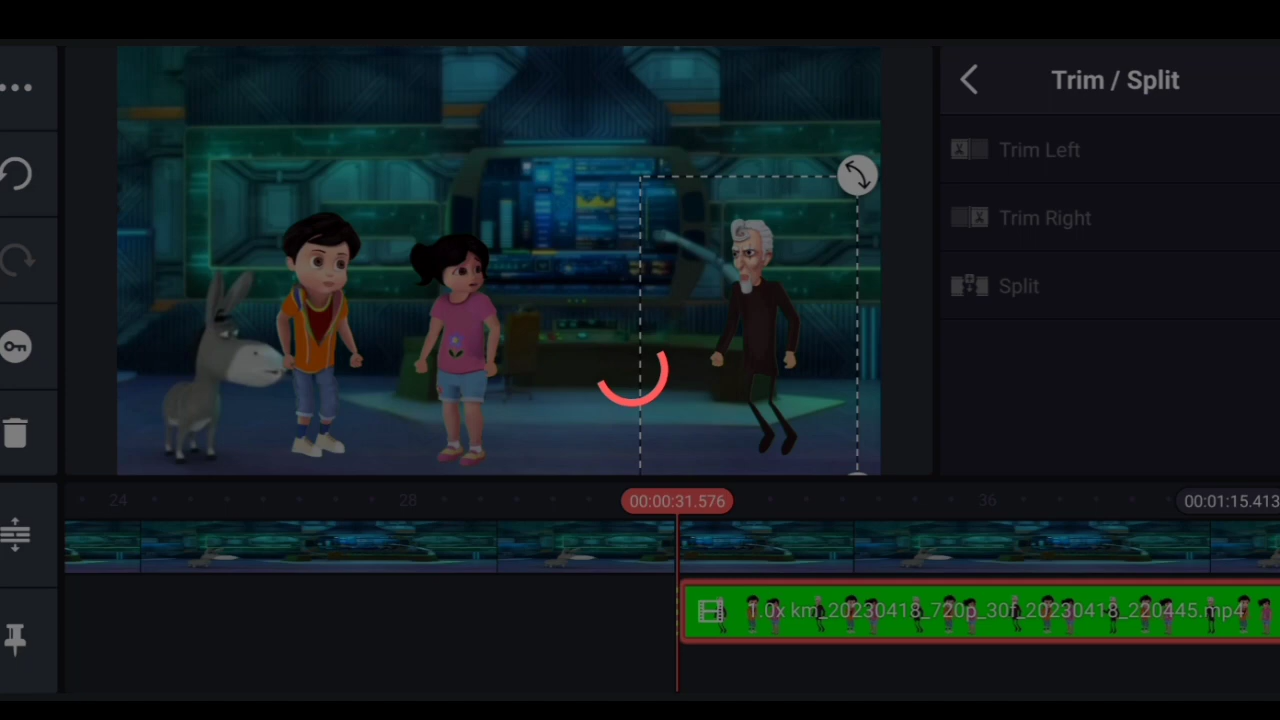 Trim / Split
Trim Left
Trim Right
Split
24
28
00:00:31.576
36
00:01:15.413
1.0x km_20230418_720p_30f_20230418_220445.mp4